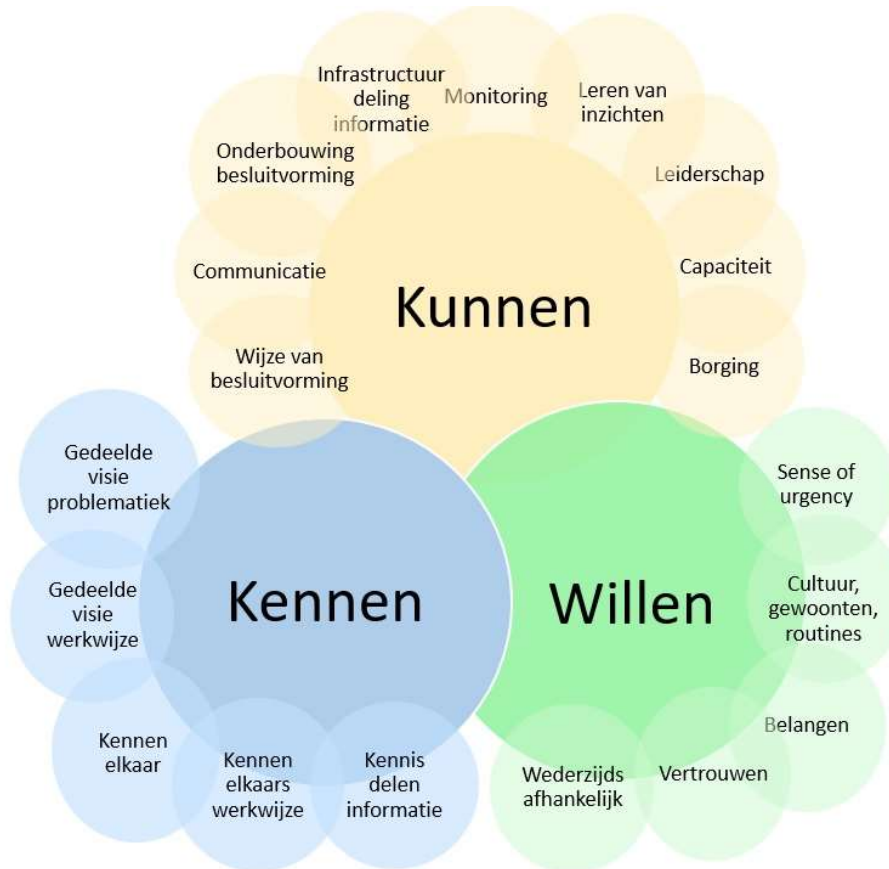 Infrastructuur
deling
informatie
Monitoring
Leren van
inzichten
Onderbouwing
besluitvorming
Leiderschap
Communicatie
Capaciteit
Kunnen
Wijze van
besluitvorming
Borging
Gedeelde
visie
problematiek
Gedeelde
visie
werkwijze
Kennen
Kennen
elkaar
Kennen
elkaars
werkwijze
Kennis
delen
informatie
Willen
Sense of
urgency
Cultuur,
gewoonten,
routines
Belangen
Vertrouwen
Wederzijds
afhankelijk